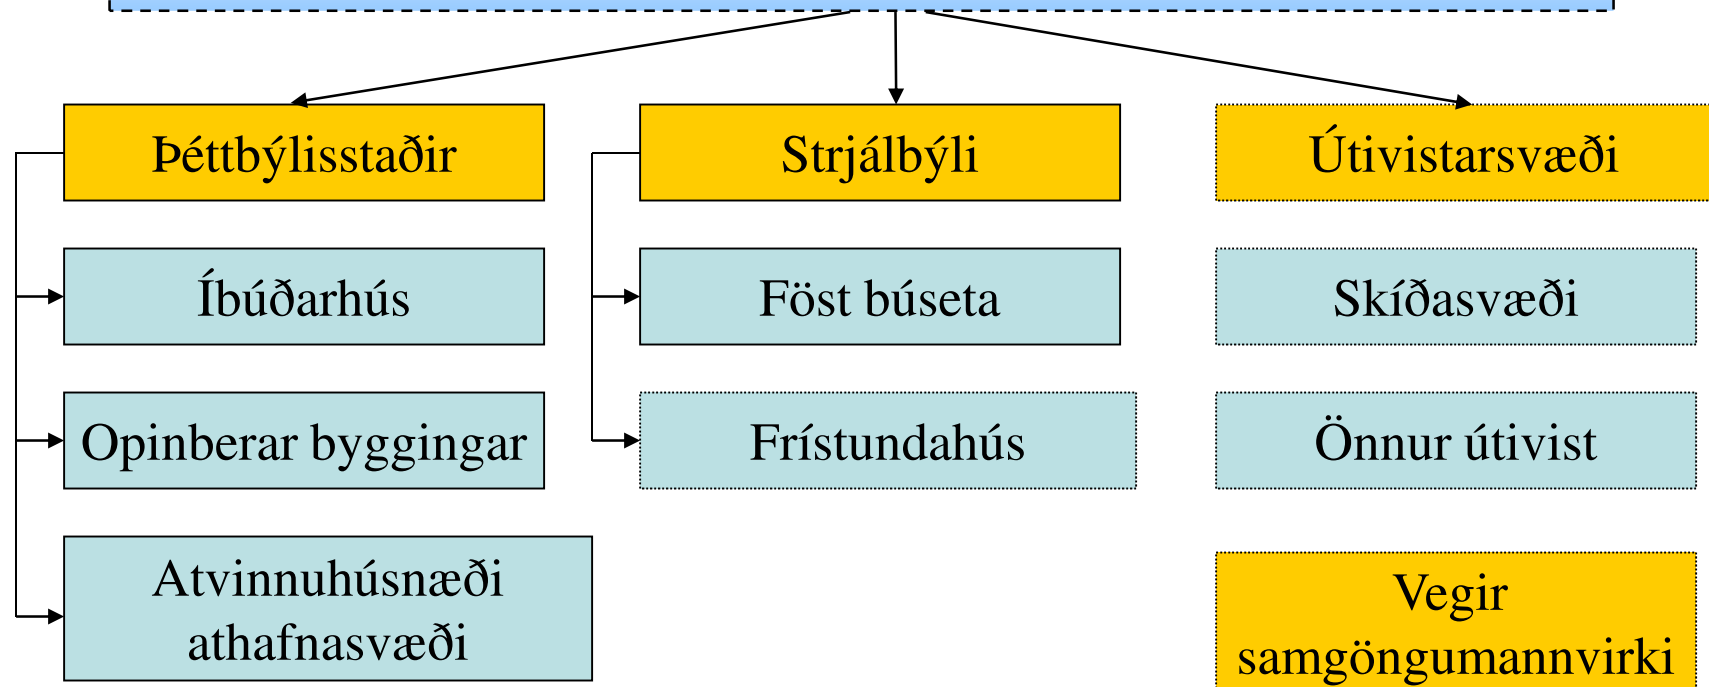 Þéttbýlisstaðir
Íbúðarhús
Opinberar byggingar
Atvinnuhúsnæði
athafnasvæði
Strjálbýli
Föst búseta
Frístundahús
Útivistarsvæði
Skíðasvæði
Önnur útivist
Vegir
samgöngumannvirki